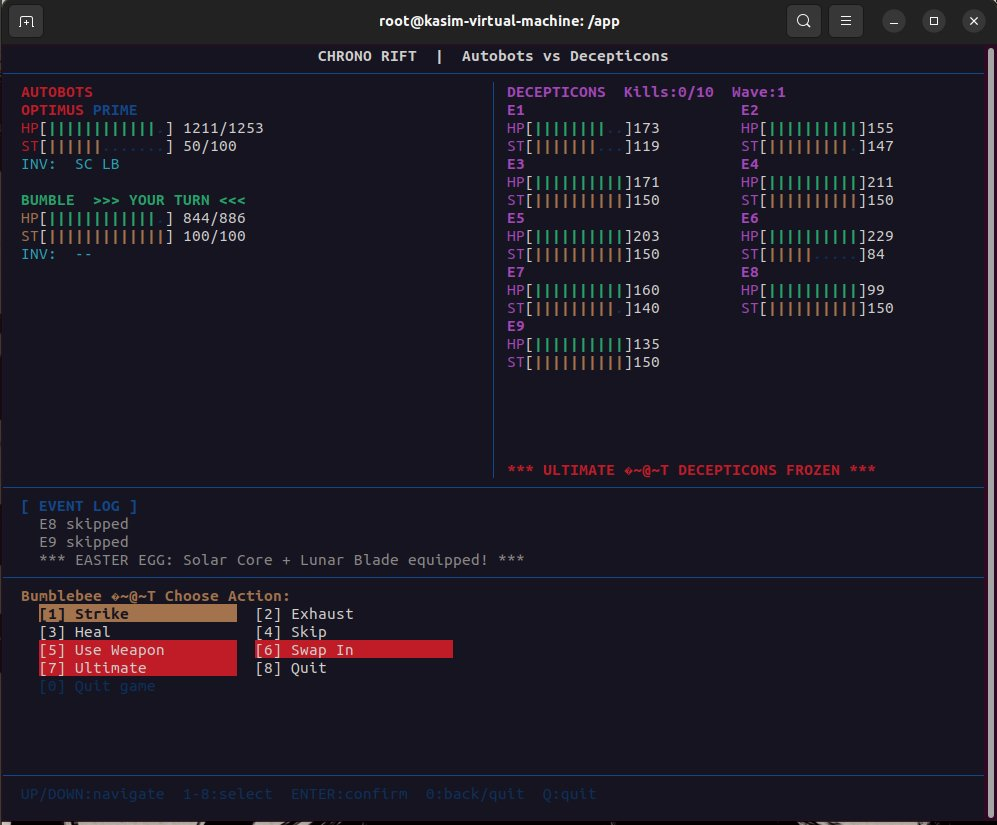 root@kasim-virtual-machine: /app
CHRONO RIFT | Autobots vs Decepticons
AUTOBOTS
OPTIMUS PRIME
HP[||||||||||||.] 1211/1253
ST[||||||.......] 50/100
INV: SC LB
BUMBLE >>> YOUR TURN <<<
HP[||||||||||||.] 844/886
ST[|||||||||||||] 100/100
INV: --
DECEPTICONS Kills:0/10 Wave:1
E1 E2
HP[||||||||..]173 HP[||||||||||]155
ST[|||||||...]119 ST[|||||||||.]147
E3 E4
HP[||||||||||]171 HP[||||||||||]211
ST[||||||||||]150 ST[||||||||||]150
E5 E6
HP[||||||||||]203 HP[||||||||||]229
ST[||||||||||]150 ST[|||||.....]84
E7 E8
HP[||||||||||]160 HP[||||||||||]99
ST[|||||||||.]140 ST[||||||||||]150
E9
HP[||||||||||]135
ST[||||||||||]150
*** ULTIMATE �~@~T DECEPTICONS FROZEN ***
[ EVENT LOG ]
E8 skipped
E9 skipped
*** EASTER EGG: Solar Core + Lunar Blade equipped! ***
Bumblebee �~@~T Choose Action:
[1] Strike [2] Exhaust
[3] Heal [4] Skip
[5] Use Weapon [6] Swap In
[7] Ultimate [8] Quit
[0] Quit game
UP/DOWN:navigate 1-8:select ENTER:confirm 0:back/quit Q:quit